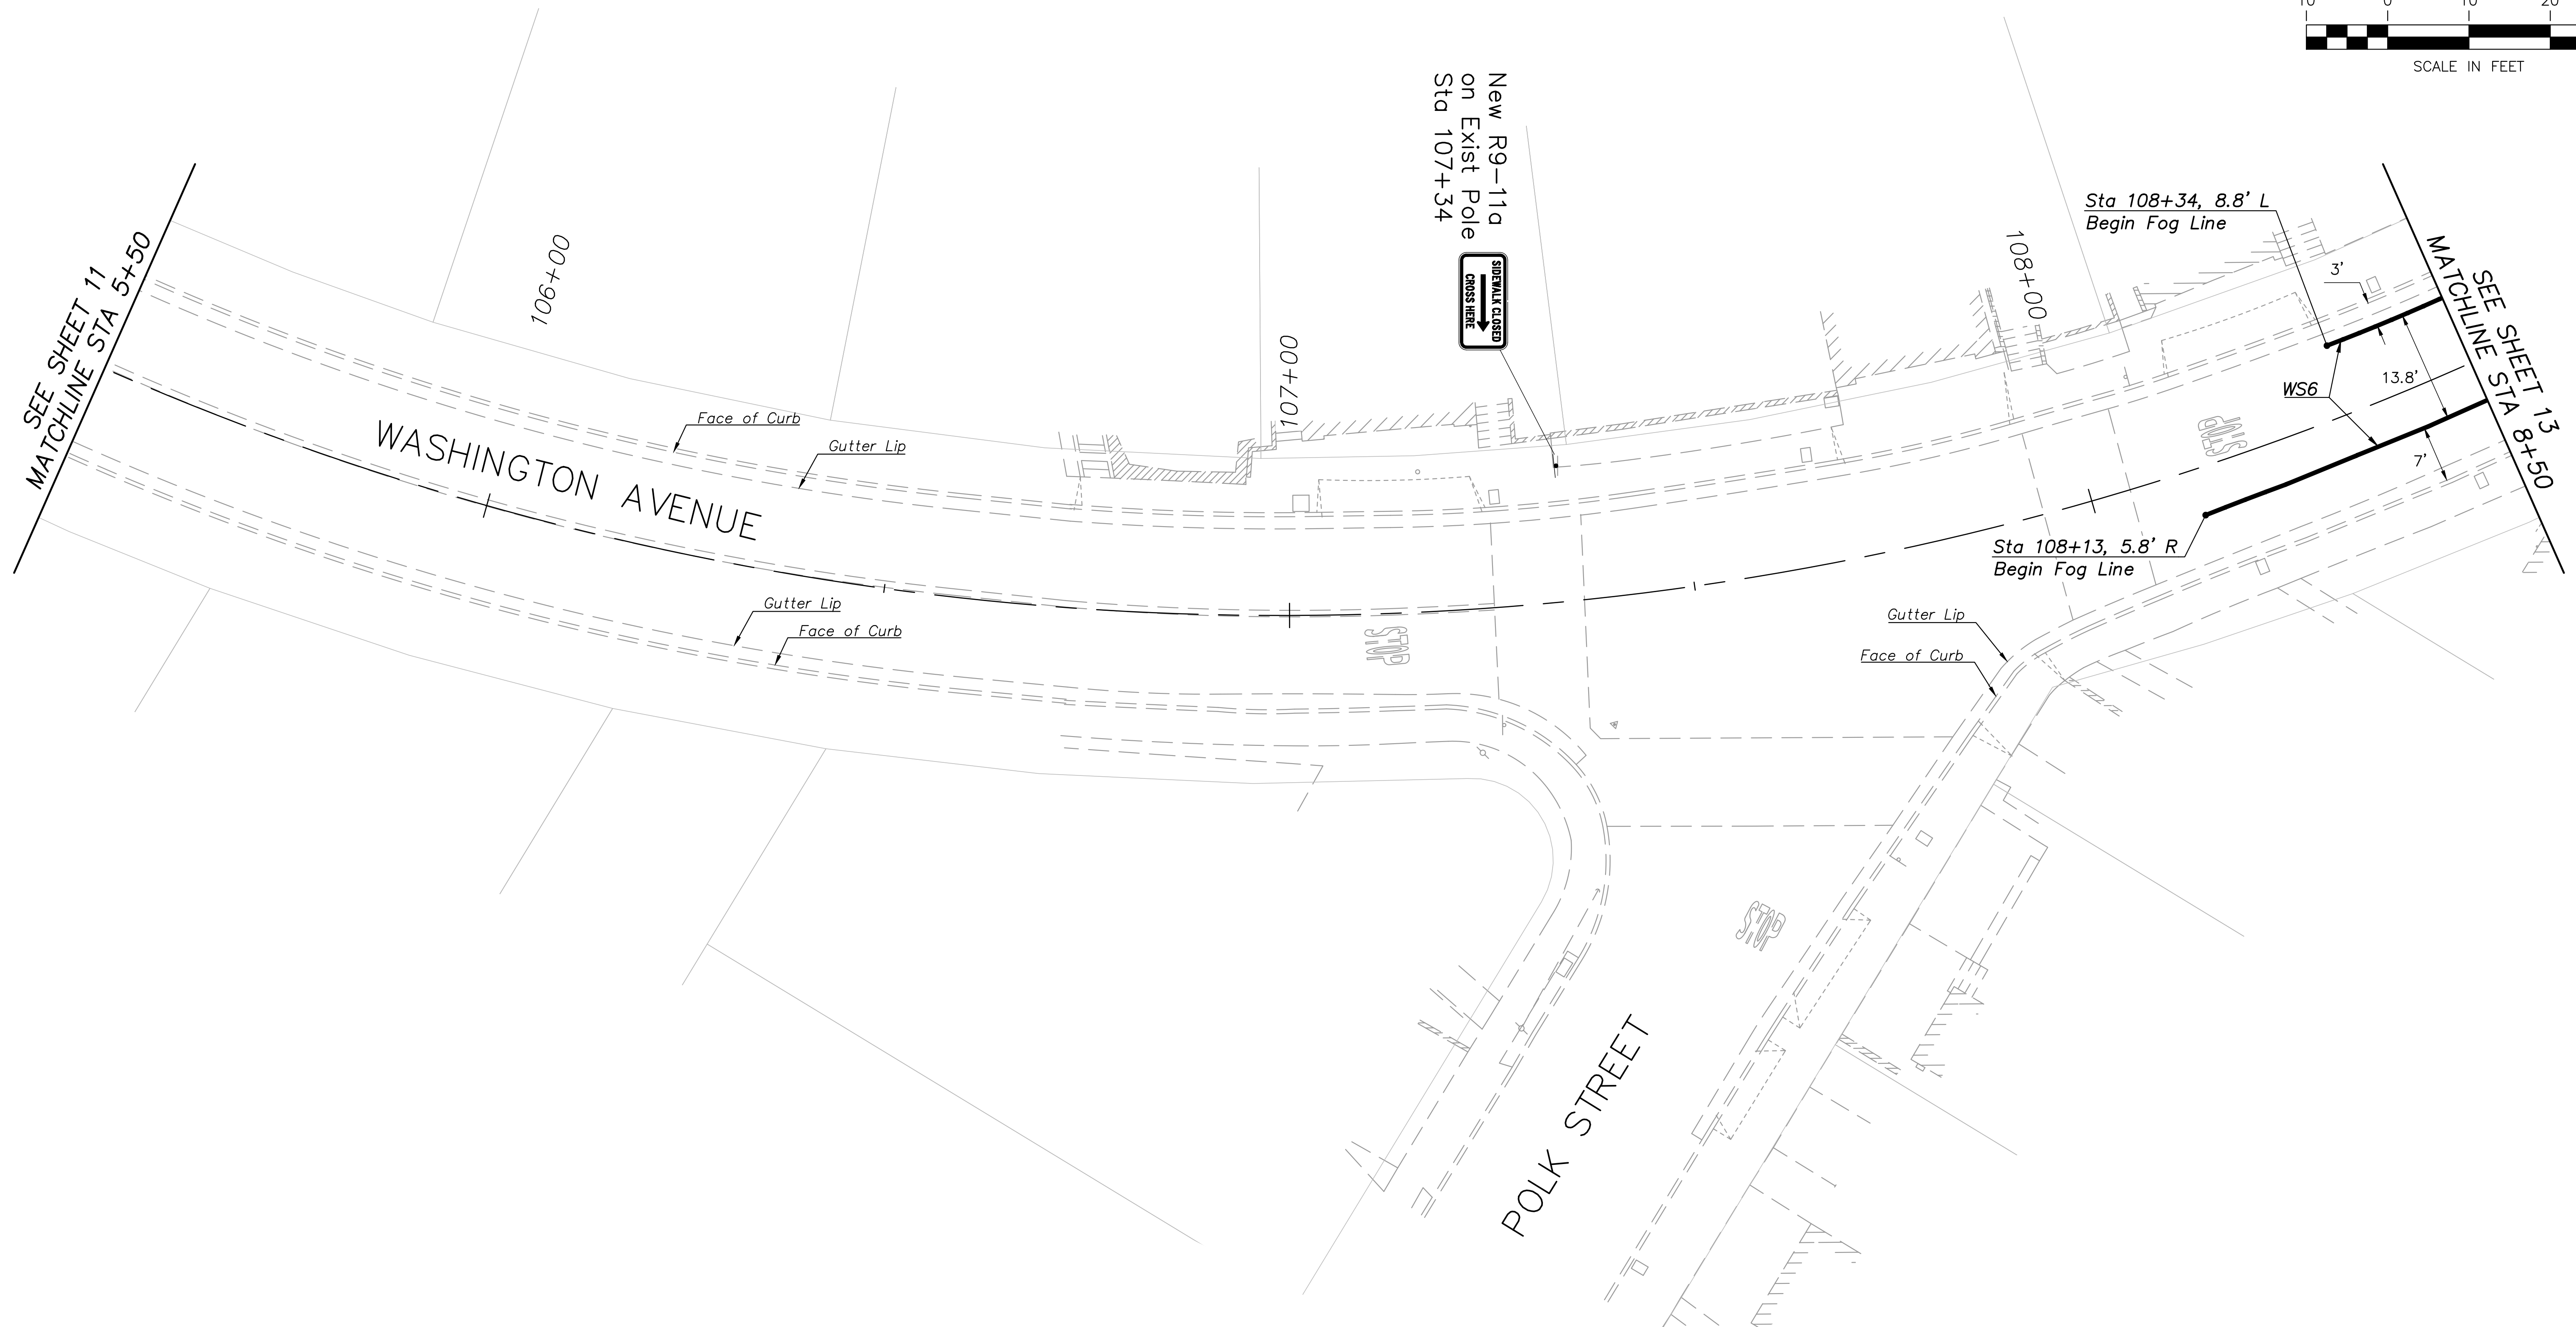 10 0 10 20
SCALE IN FEET
SEE SHEET 11
MATCHLINE STA 5+50
106+00
WASHINGTON AVENUE
Face of Curb
Gutter Lip
Gutter Lip
Face of Curb
107+00
New R9-11a
on Exist Pole
Sta 107+34
SIDEWALK CLOSED
CROSS HERE
STOP
108+00
Sta 108+34, 8.8' L
Begin Fog Line
3'
WS6
13.8'
7'
STOP
Sta 108+13, 5.8' R
Begin Fog Line
SEE SHEET 13
MATCHLINE STA 8+50
Gutter Lip
Face of Curb
STOP
POLK STREET